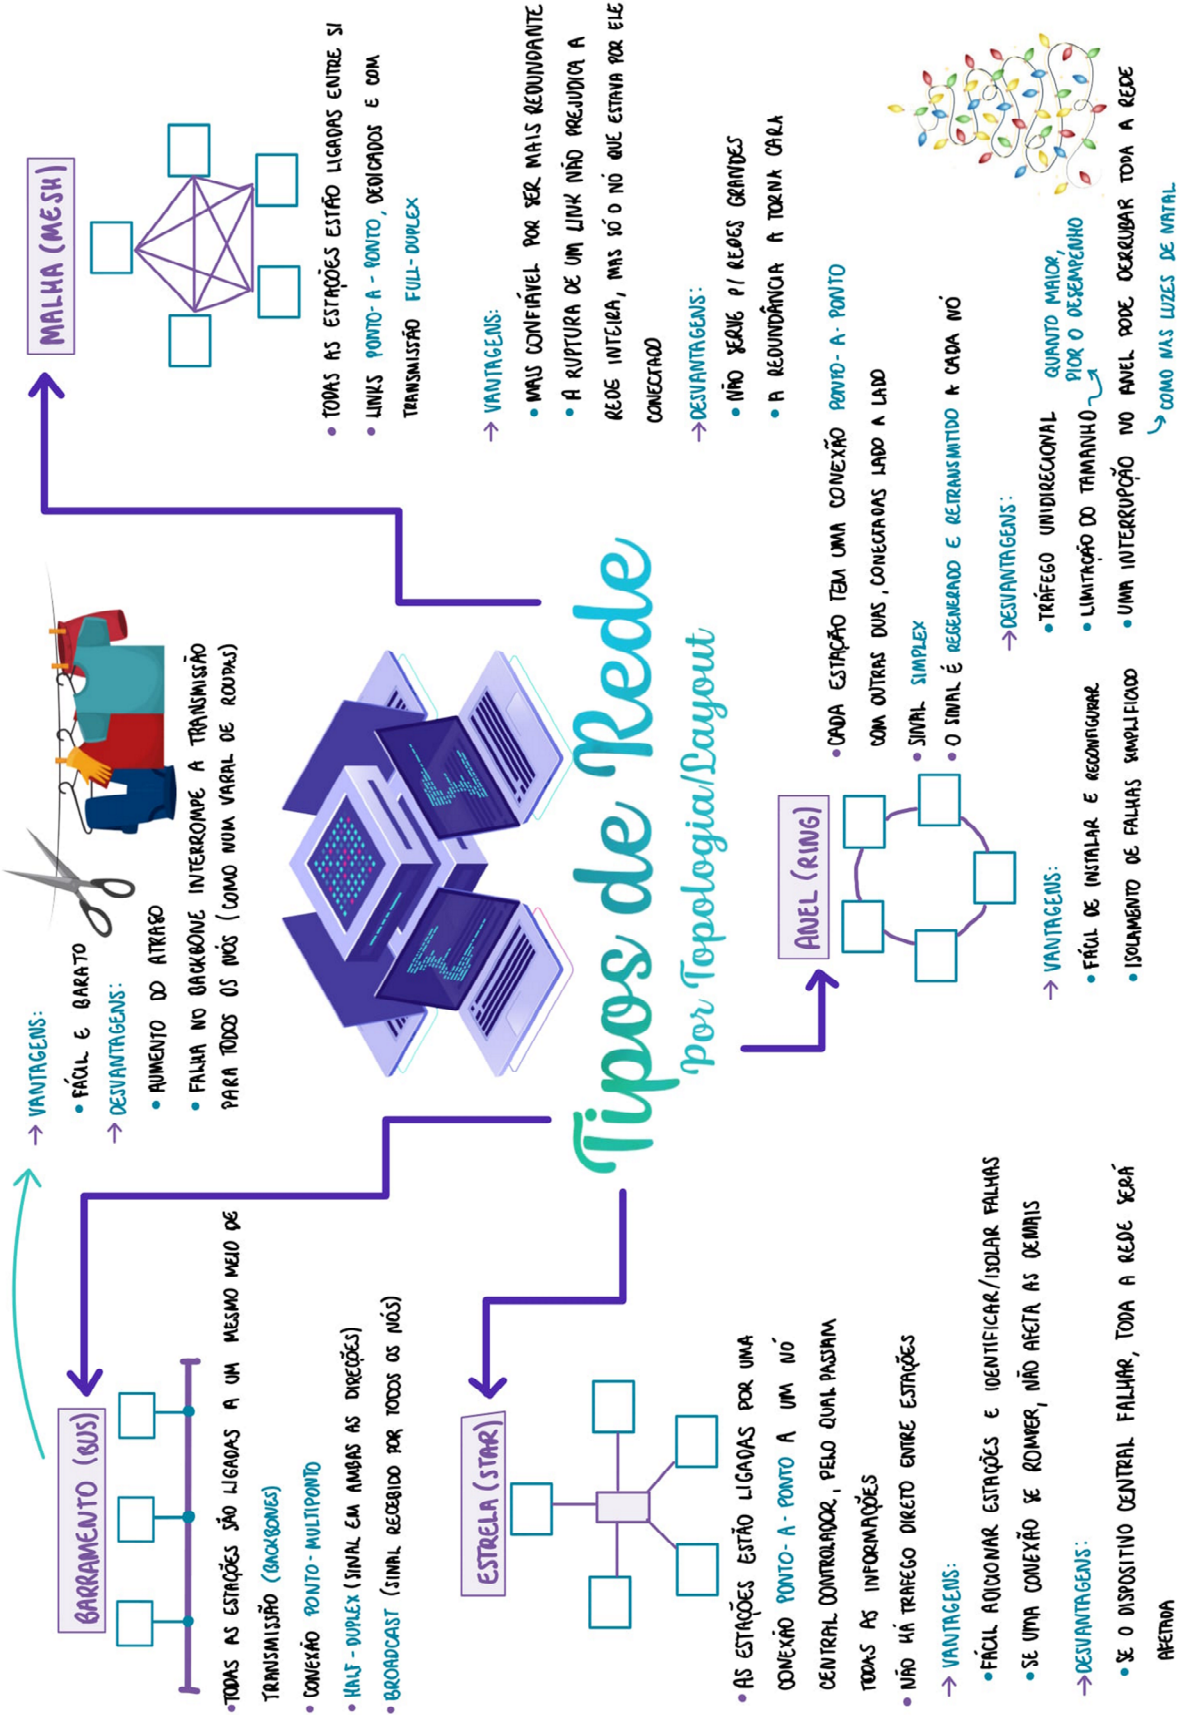 BARRAMENTO (BUS)
• TODAS AS ESTAÇÕES SÃO LIGADAS A UM MESMO MEIO DE
TRANSMISSÃO (BACKBONES)
• CONEXÃO PONTO-MULTIPONTO
• HALF-DUPLEX (SINAL EM AMBAS AS DIREÇÕES)
• BROADCAST (SINAL RECEBIDO POR TODOS OS NÓS)
→ VANTAGENS:
• FÁCIL E BARATO
→ DESVANTAGENS:
• AUMENTO DO ATRASO
• FALHA NO BACKBONE INTERROMPE A TRANSMISSÃO
PARA TODOS OS NÓS (COMO NUM VARAL DE ROUPAS)
MALHA (MESH)
• TODAS AS ESTAÇÕES ESTÃO LIGADAS ENTRE SI
• LINKS PONTO-A-PONTO, DEDICADOS E COM
TRANSMISSÃO FULL-DUPLEX
→ VANTAGENS:
• MAIS CONFIÁVEL POR SER MAIS REDUNDANTE
• A RUPTURA DE UM LINK NÃO PREJUDICA A
REDE INTEIRA, MAS SÓ O NÓ QUE ESTAVA POR ELE
CONECTADO
→ DESVANTAGENS:
• NÃO SERVE P/ REDES GRANDES
• A REDUNDÂNCIA A TORNA CARA
Tipos de Rede
Por Topologia/Layout
ESTRELA (STAR)
• AS ESTAÇÕES ESTÃO LIGADAS POR UMA
CONEXÃO PONTO-A-PONTO A UM NÓ
CENTRAL CONTROLADOR, PELO QUAL PASSAM
TODAS AS INFORMAÇÕES
• NÃO HÁ TRAFEGO DIRETO ENTRE ESTAÇÕES
→ VANTAGENS:
• FÁCIL ADICIONAR ESTAÇÕES E IDENTIFICAR/ISOLAR FALHAS
• SE UMA CONEXÃO SE ROMPER, NÃO AFETA AS DEMAIS
→ DESVANTAGENS:
• SE O DISPOSITIVO CENTRAL FALHAR, TODA A REDE SERÁ
AFETADA
ANEL (RING)
• CADA ESTAÇÃO TEM UMA CONEXÃO PONTO-A-PONTO
COM OUTRAS DUAS, CONECTADAS LADO A LADO
• SINAL SIMPLEX
• O SINAL É REGENERADO E RETRANSMITIDO A CADA NÓ
→ VANTAGENS:
• FÁCIL DE INSTALAR E RECONFIGURAR
• ISOLAMENTO DE FALHAS SIMPLIFICADO
→ DESVANTAGENS:
• TRÁFEGO UNIDIRECIONAL
• LIMITAÇÃO DO TAMANHO
QUANTO MAIOR,
PIOR O DESEMPENHO
• UMA INTERRUPÇÃO NO ANEL PODE DERRUBAR TODA A REDE
COMO NAS LUZES DE NATAL